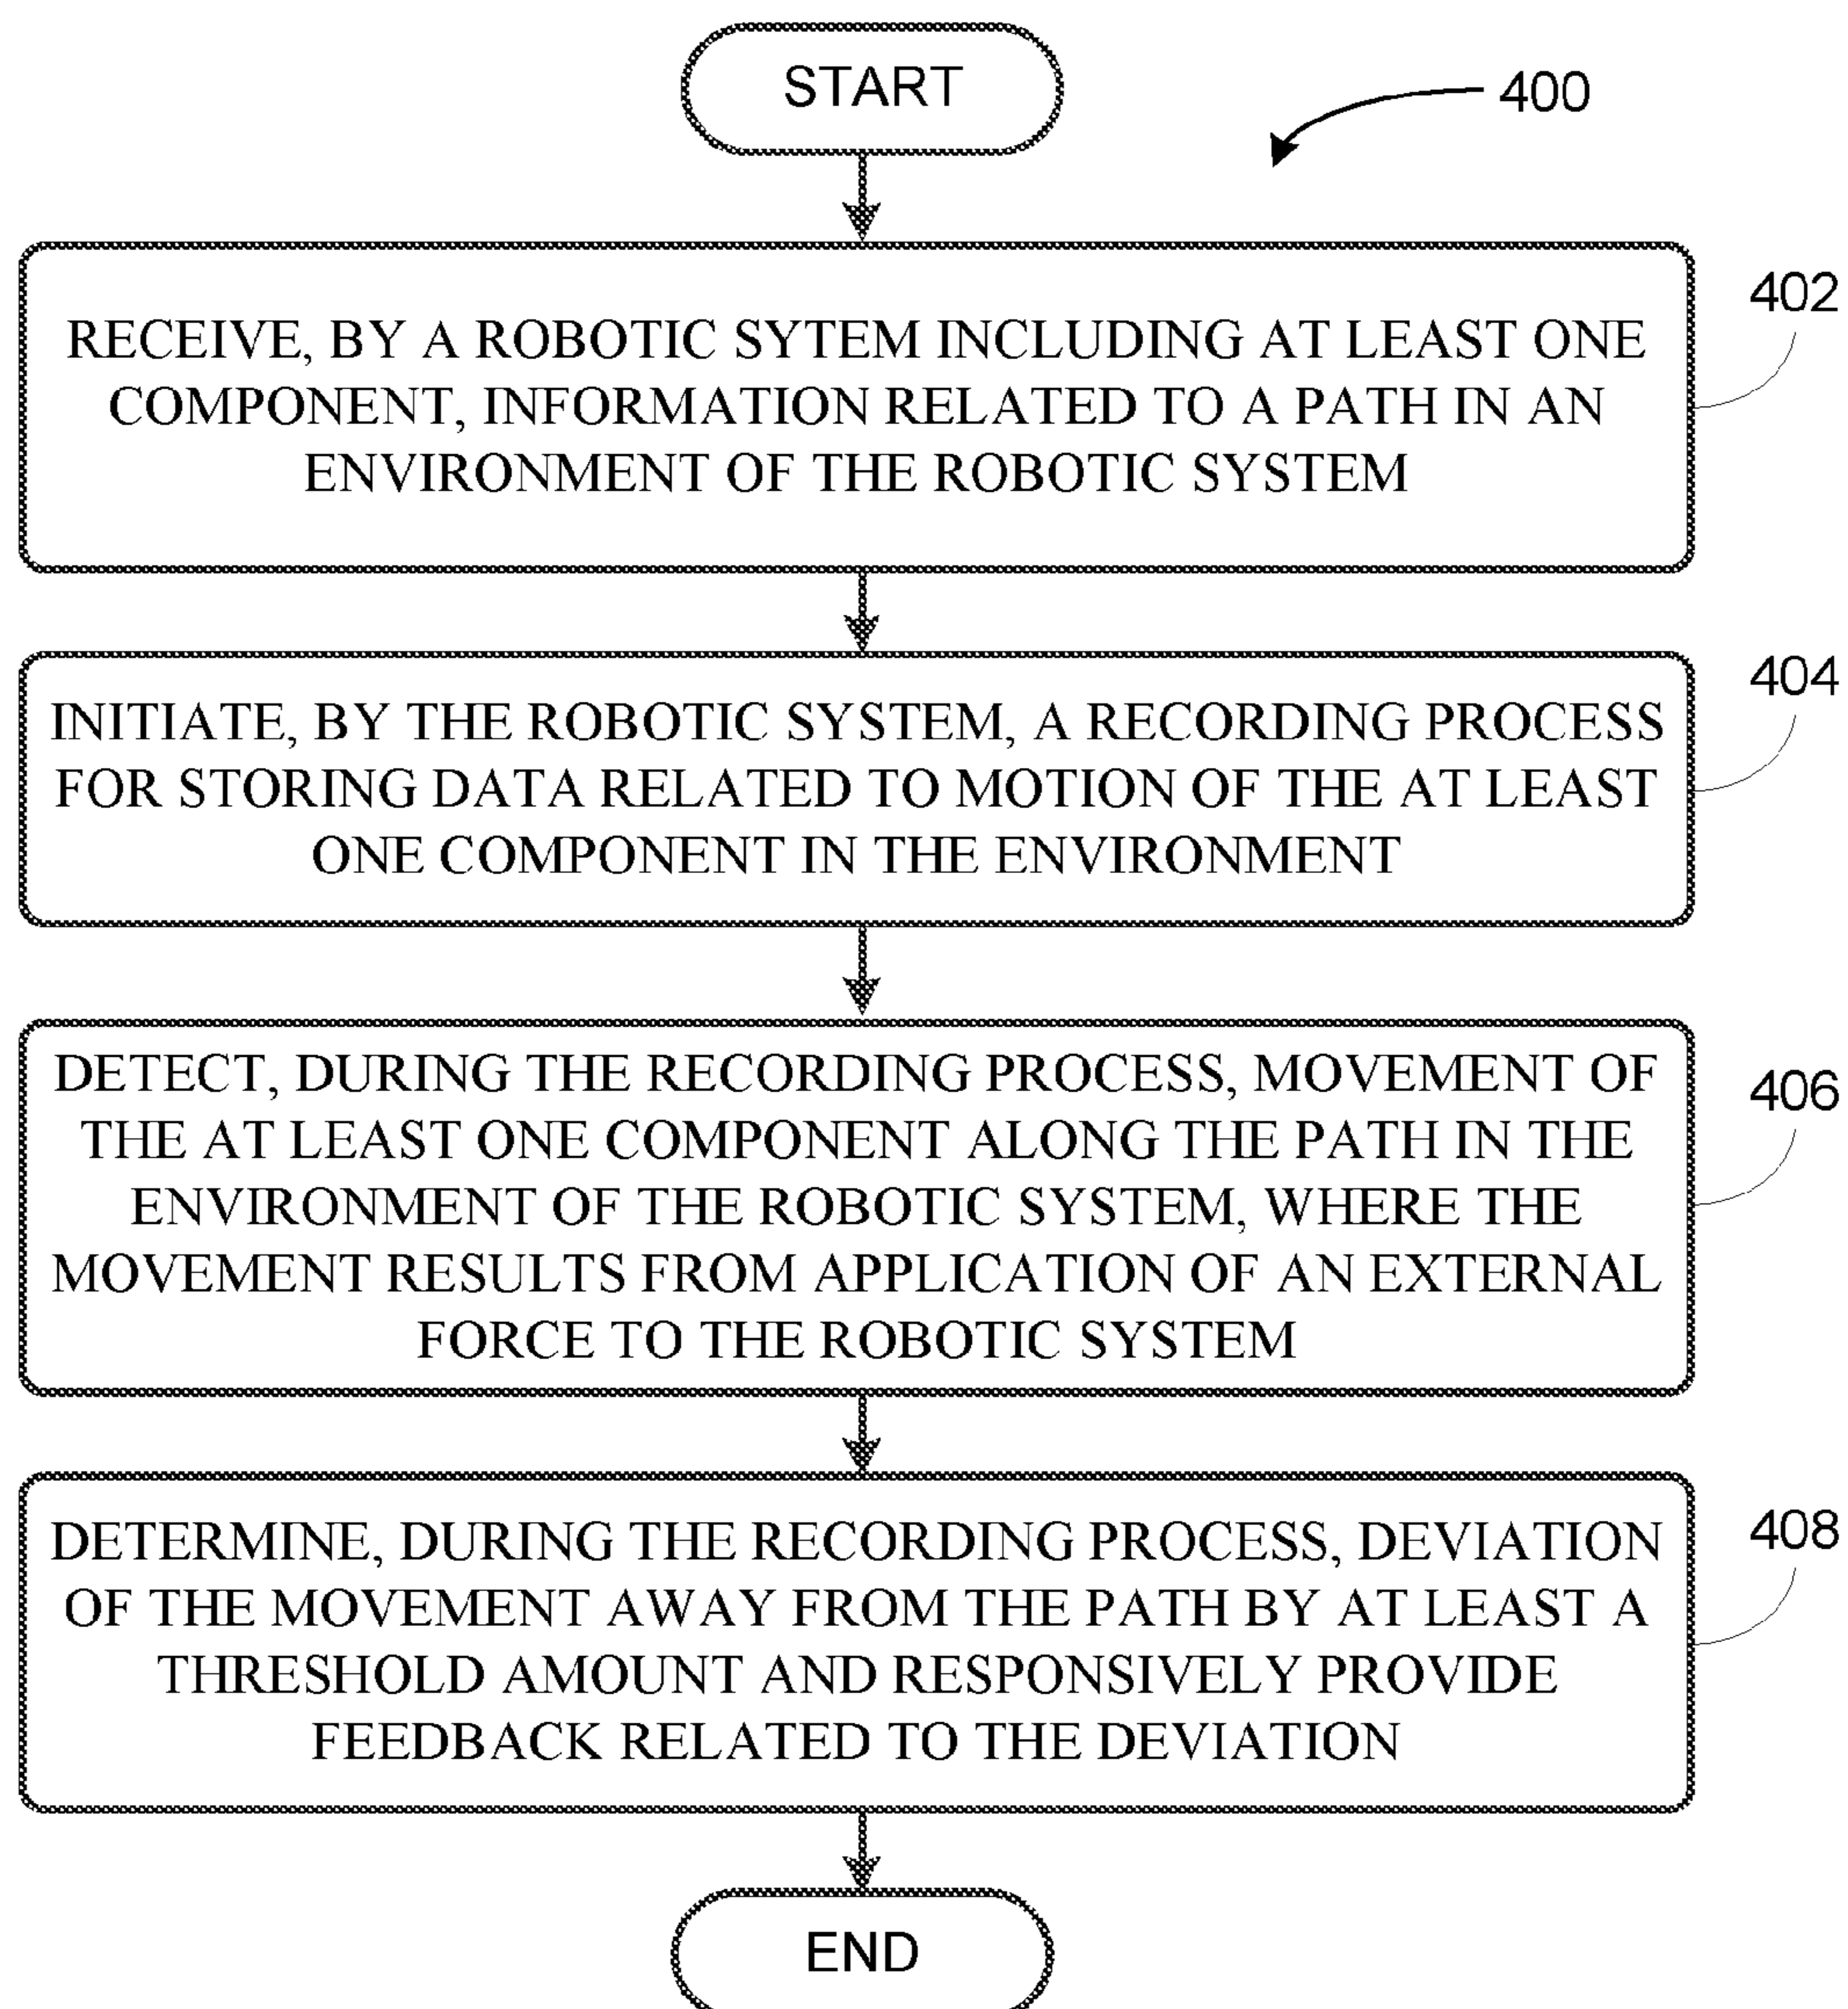 START
400
RECEIVE, BY A ROBOTIC SYTEM INCLUDING AT LEAST ONE
COMPONENT, INFORMATION RELATED TO A PATH IN AN
ENVIRONMENT OF THE ROBOTIC SYSTEM
402
INITIATE, BY THE ROBOTIC SYSTEM, A RECORDING PROCESS
FOR STORING DATA RELATED TO MOTION OF THE AT LEAST
ONE COMPONENT IN THE ENVIRONMENT
404
DETECT, DURING THE RECORDING PROCESS, MOVEMENT OF
THE AT LEAST ONE COMPONENT ALONG THE PATH IN THE
ENVIRONMENT OF THE ROBOTIC SYSTEM, WHERE THE
MOVEMENT RESULTS FROM APPLICATION OF AN EXTERNAL
FORCE TO THE ROBOTIC SYSTEM
406
DETERMINE, DURING THE RECORDING PROCESS, DEVIATION
OF THE MOVEMENT AWAY FROM THE PATH BY AT LEAST A
THRESHOLD AMOUNT AND RESPONSIVELY PROVIDE
FEEDBACK RELATED TO THE DEVIATION
408
END